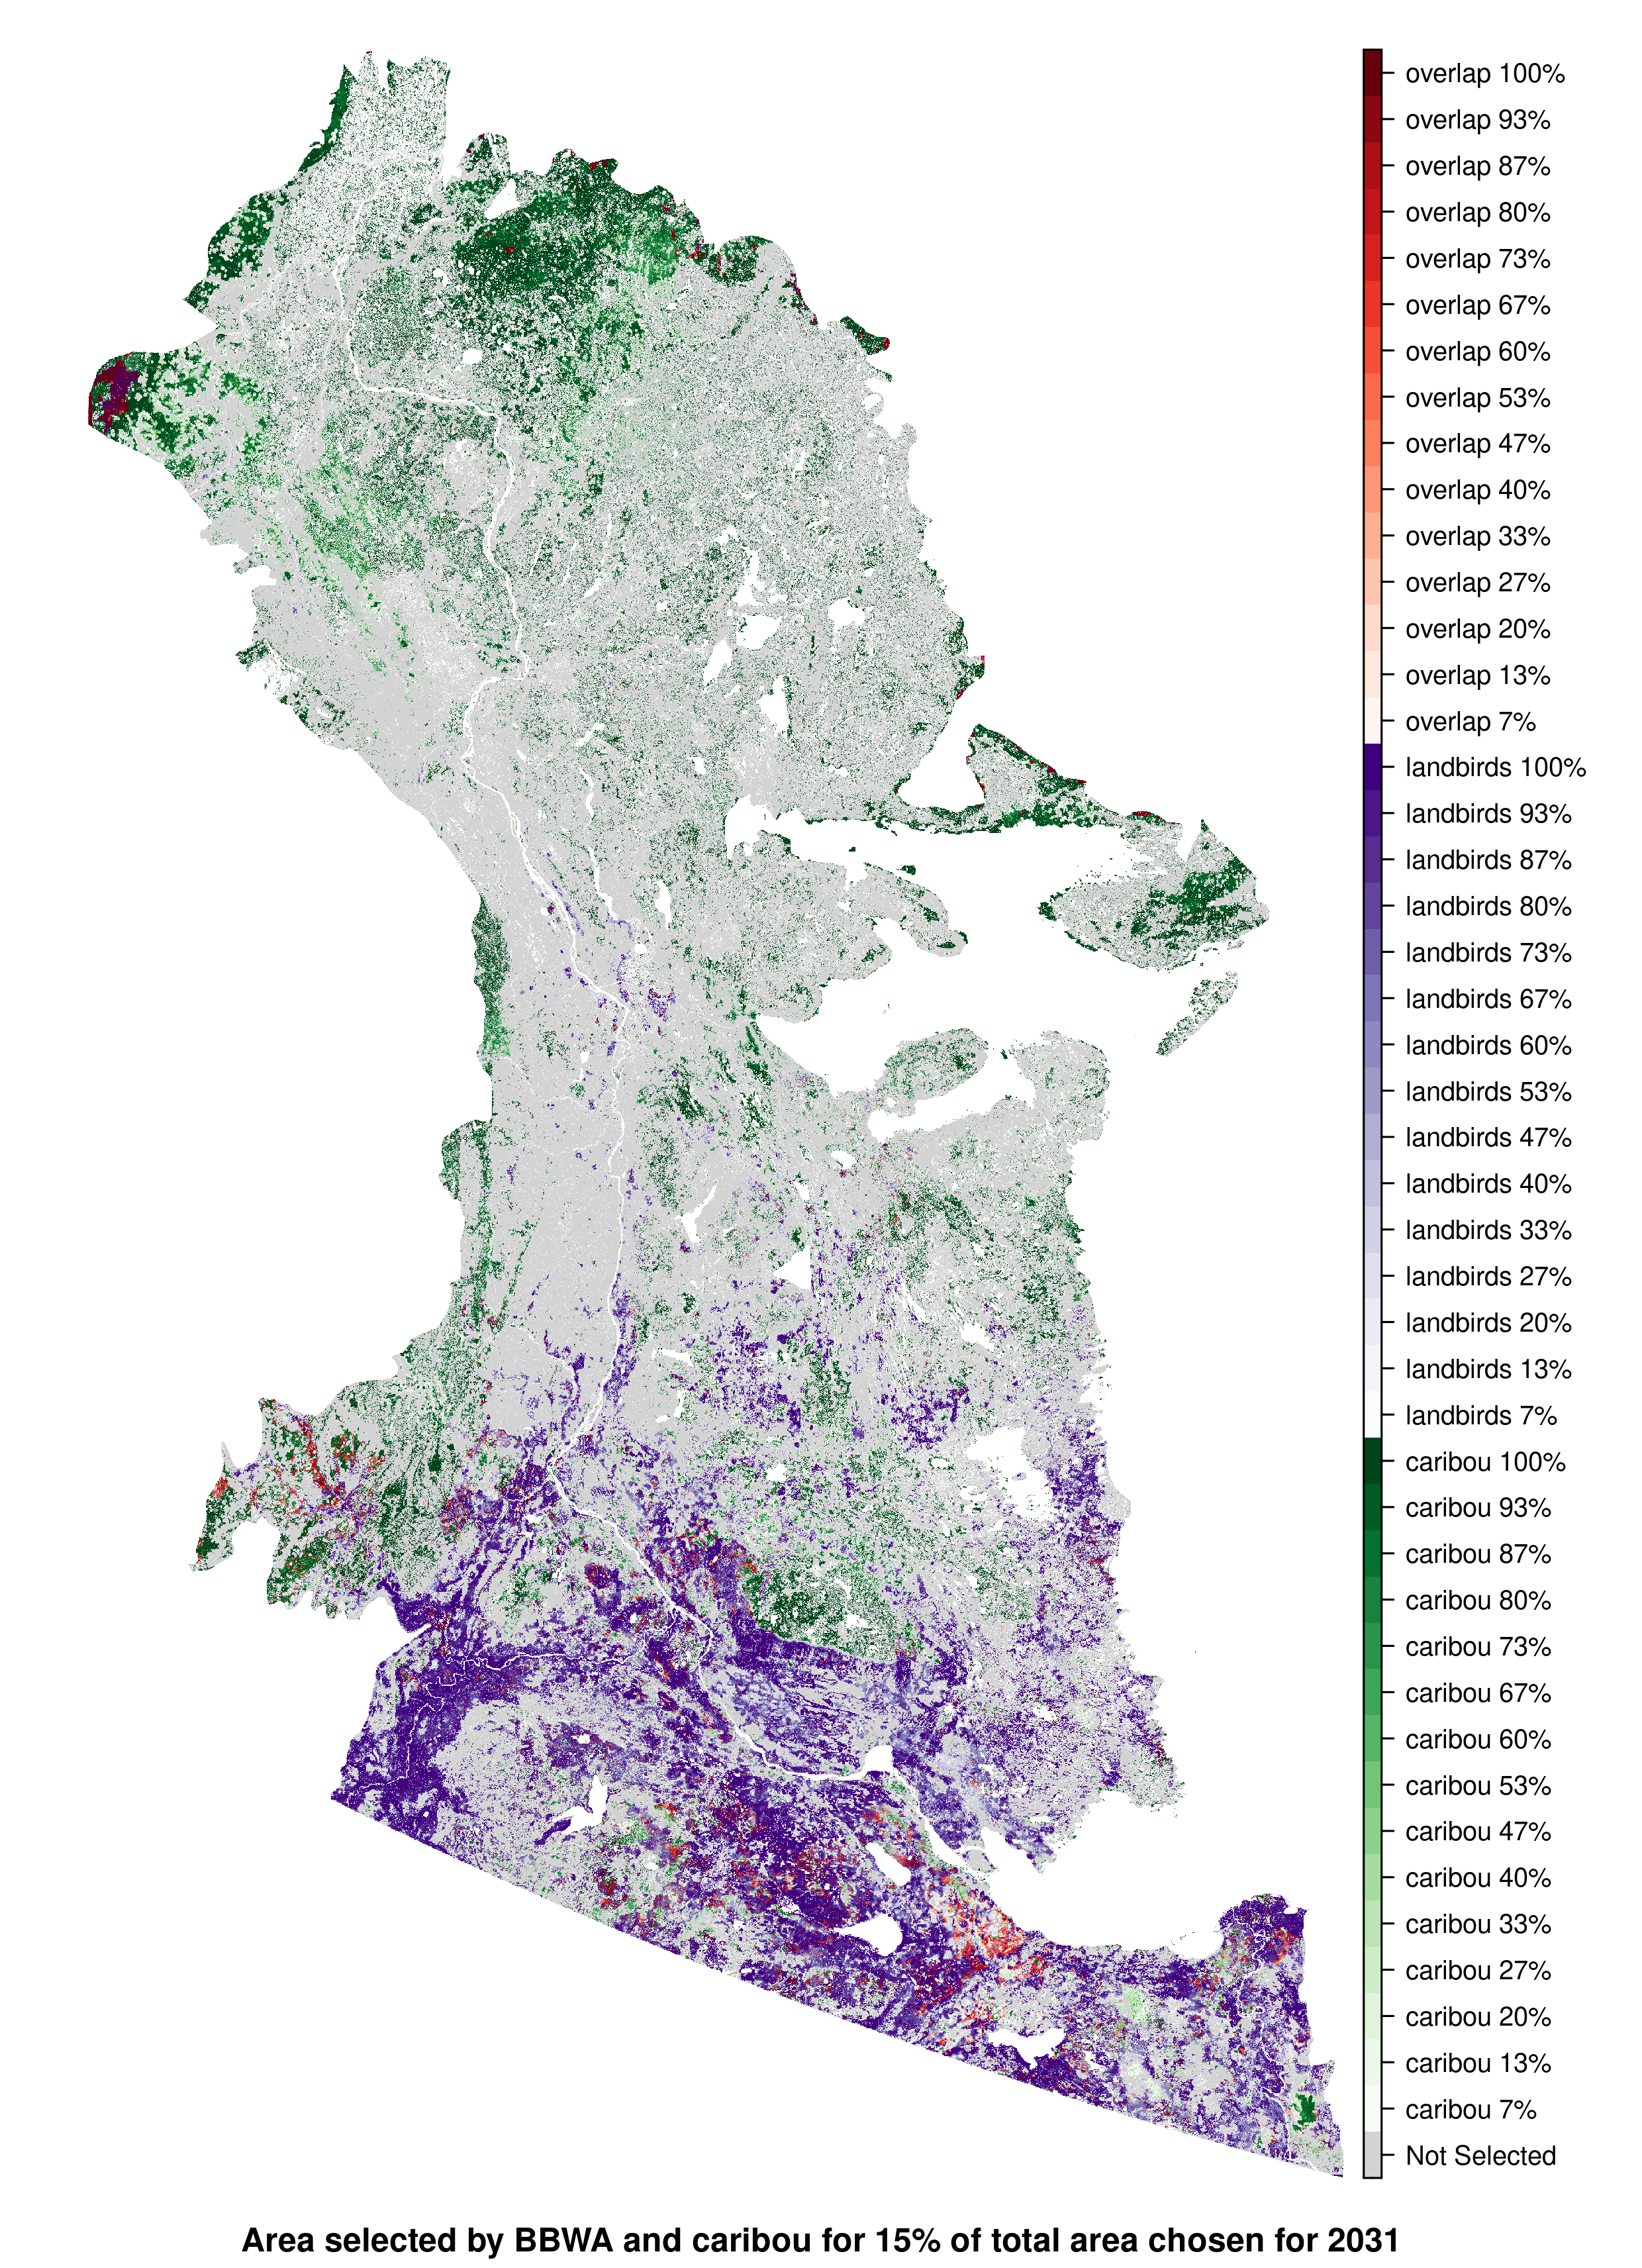 overlap 100%
overlap 93%
overlap 87%
overlap 80%
overlap 73%
overlap 67%
overlap 60%
overlap 53%
overlap 47%
overlap 40%
overlap 33%
overlap 27%
overlap 20%
overlap 13%
overlap 7%
landbirds 100%
landbirds 93%
landbirds 87%
landbirds 80%
landbirds 73%
landbirds 67%
landbirds 60%
landbirds 53%
landbirds 47%
landbirds 40%
landbirds 33%
landbirds 27%
landbirds 20%
landbirds 13%
landbirds 7%
caribou 100%
caribou 93%
caribou 87%
caribou 80%
caribou 73%
caribou 67%
caribou 60%
caribou 53%
caribou 47%
caribou 40%
caribou 33%
caribou 27%
caribou 20%
caribou 13%
caribou 7%
Not Selected
Area selected by BBWA and caribou for 15% of total area chosen for 2031